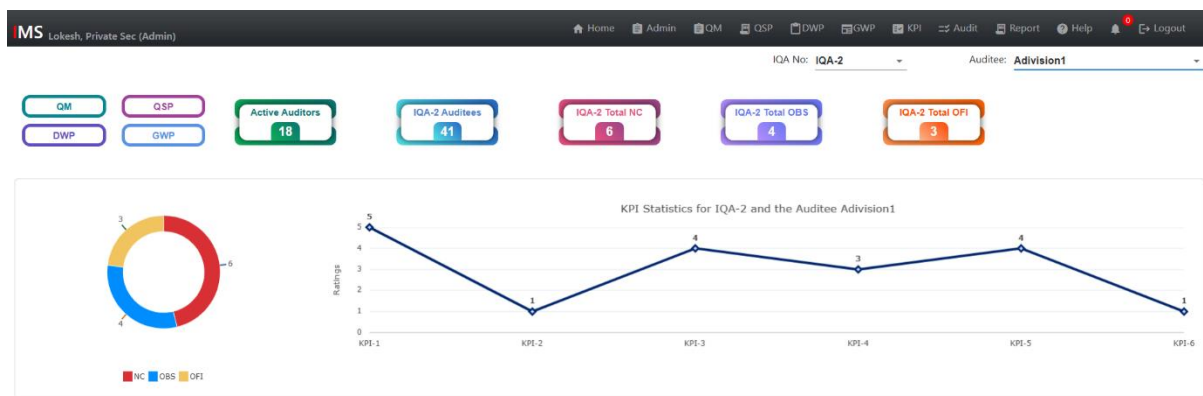 IMS Lokesh, Private Sec (Admin) Home Admin QM QSP DWP GWP KPI Audit Report Help 0 Logout
IQA No: IQA-2 Auditee: Adivision1
QM QSP
DWP GWP
Active Auditors
18
IQA-2 Auditees
41
IQA-2 Total NC
6
IQA-2 Total OBS
4
IQA-2 Total OFI
3
3
6
4
NC OBS OFI
KPI Statistics for IQA-2 and the Auditee Adivision1
Ratings
5
4
3
2
1
0
5
1
4
3
4
1
KPI-1 KPI-2 KPI-3 KPI-4 KPI-5 KPI-6